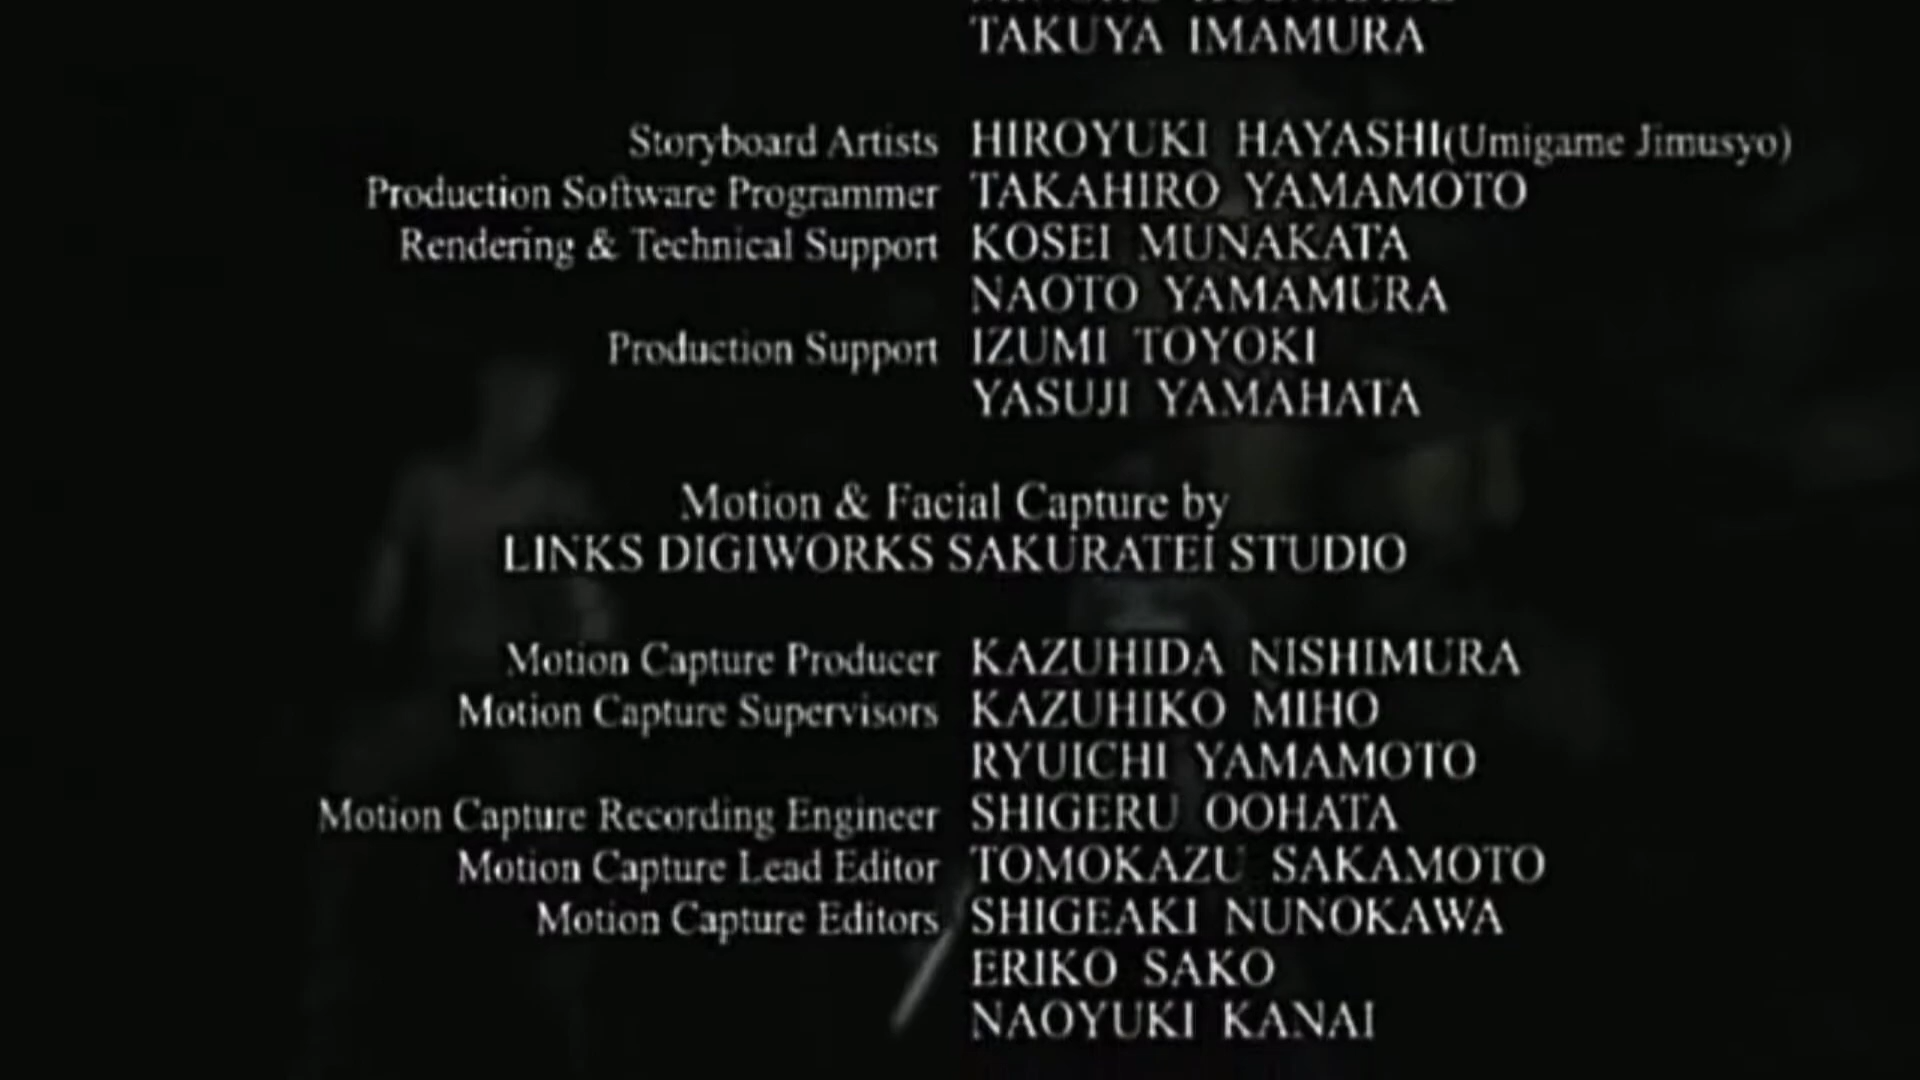 TAKUYA IMAMURA
Storyboard Artists HIROYUKI HAYASHI(Umigame Jimusyo)
Production Software Programmer TAKAHIRO YAMAMOTO
Rendering & Technical Support KOSEI MUNAKATA
NAOTO YAMAMURA
Production Support IZUMI TOYOKI
YASUJI YAMAHATA
Motion & Facial Capture by
LINKS DIGIWORKS SAKURATEI STUDIO
Motion Capture Producer KAZUHIDA NISHIMURA
Motion Capture Supervisors KAZUHIKO MIHO
RYUICHI YAMAMOTO
Motion Capture Recording Engineer SHIGERU OOHATA
Motion Capture Lead Editor TOMOKAZU SAKAMOTO
Motion Capture Editors SHIGEAKI NUNOKAWA
ERIKO SAKO
NAOYUKI KANAI